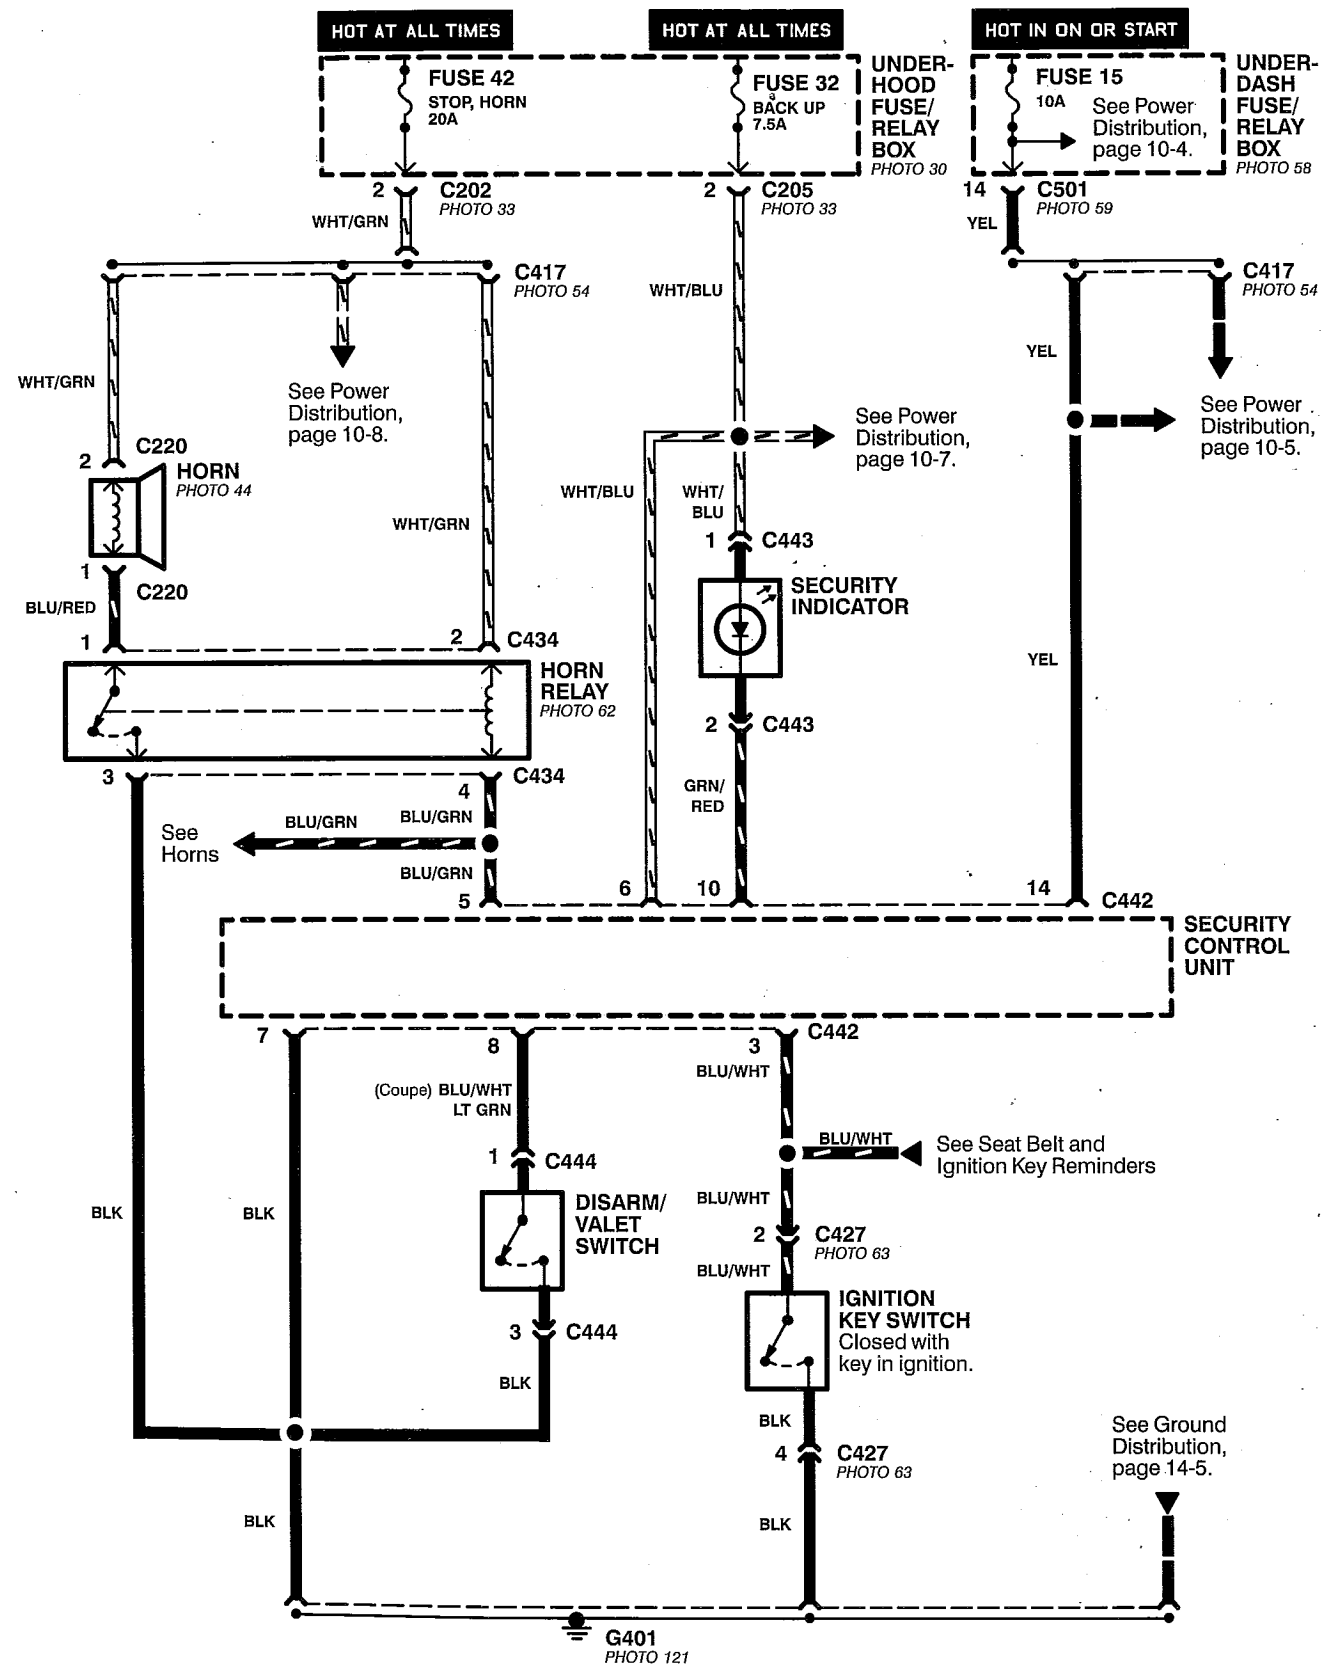 HOT AT ALL TIMES
HOT AT ALL TIMES
HOT IN ON OR START
FUSE 42
STOP, HORN
20A
FUSE 32
BACK UP
7.5A
UNDER-
HOOD
FUSE/
RELAY
BOX
PHOTO 30
FUSE 15
10A
See Power
Distribution,
page 10-4.
UNDER-
DASH
FUSE/
RELAY
BOX
PHOTO 58
2
C202
PHOTO 33
WHT/GRN
2
C205
PHOTO 33
14
C501
PHOTO 59
YEL
C417
PHOTO 54
C417
PHOTO 54
WHT/BLU
YEL
WHT/GRN
See Power
Distribution,
page 10-8.
See Power
Distribution,
page 10-7.
See Power
Distribution,
page 10-5.
2
C220
HORN
PHOTO 44
WHT/GRN
WHT/BLU
WHT/
BLU
1
C443
1
C220
BLU/RED
SECURITY
INDICATOR
1
2
C434
HORN
RELAY
PHOTO 62
YEL
2
C443
3
C434
4
GRN/
RED
BLU/GRN
BLU/GRN
See
Horns
BLU/GRN
5
6
10
14
C442
SECURITY
CONTROL
UNIT
7
8
3
C442
BLU/WHT
(Coupe) BLU/WHT
LT GRN
BLU/WHT
See Seat Belt and
Ignition Key Reminders
1
C444
BLK
BLK
DISARM/
VALET
SWITCH
BLU/WHT
2
C427
PHOTO 63
BLU/WHT
IGNITION
KEY SWITCH
Closed with
key in ignition.
3
C444
BLK
BLK
4
C427
PHOTO 63
See Ground
Distribution,
page 14-5.
BLK
BLK
G401
PHOTO 121